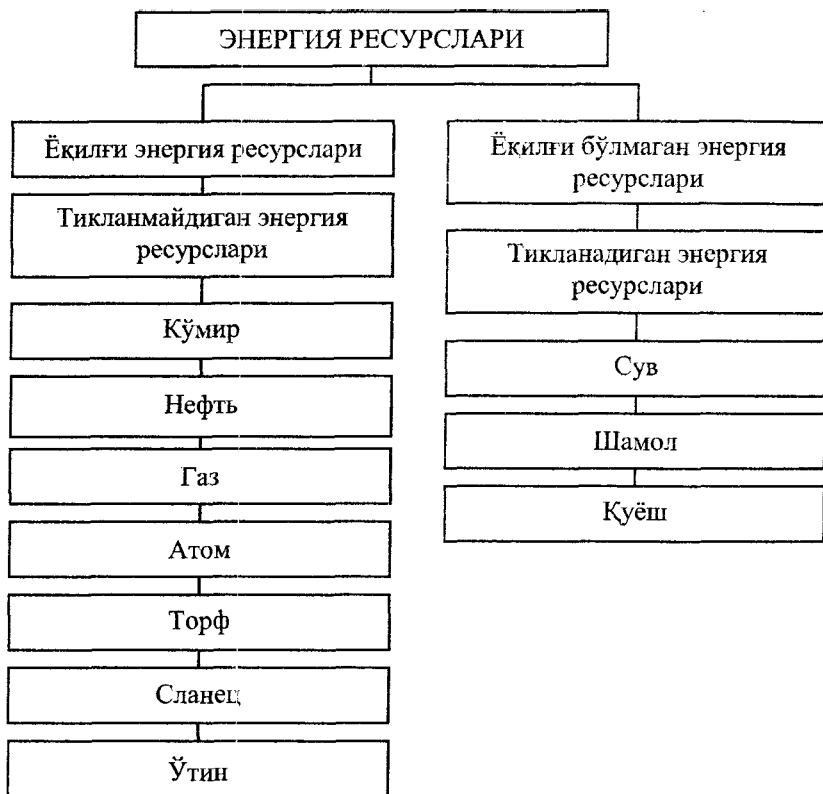 ЭНЕРГИЯ РЕСУРСЛАРИ
Ёқилғи энергия ресурслари
Тикланмайдиган энергия
ресурслари
Кўмир
Нефть
Газ
Атом
Торф
Сланец
Ўтин
Ёқилғи бўлмаган энергия
ресурслари
Тикланадиган энергия
ресурслари
Сув
Шамол
Қуёш